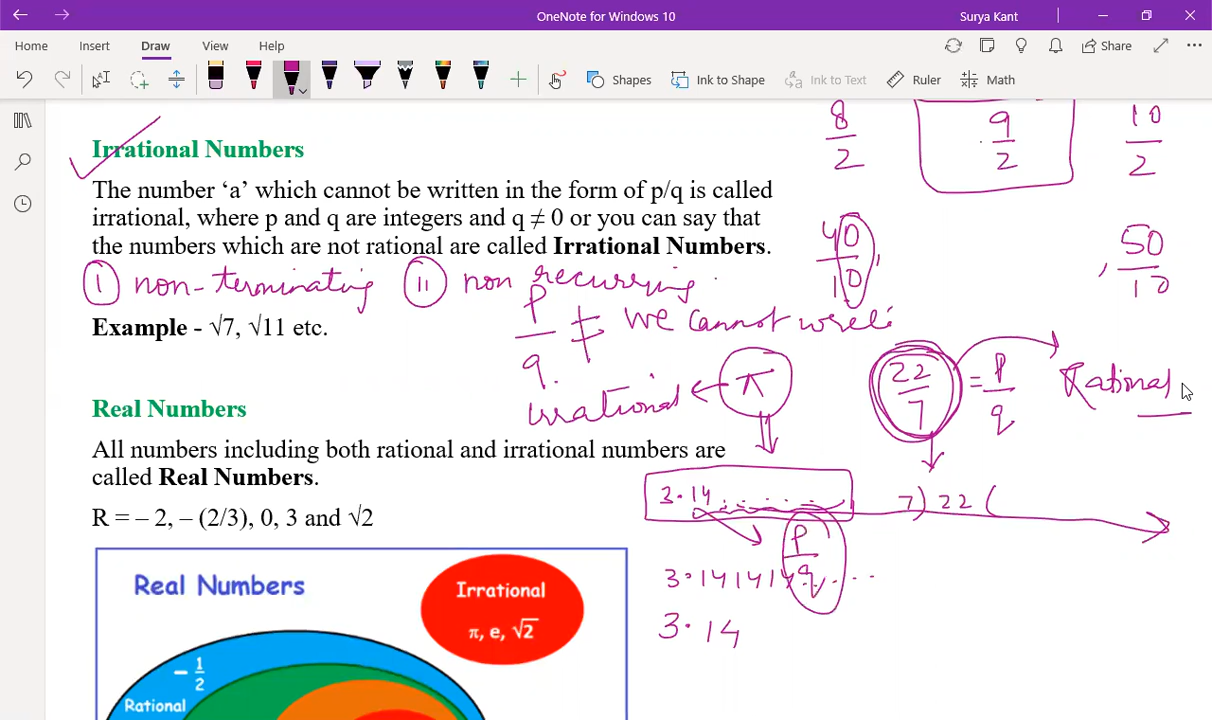 OneNote for Windows 10
Surya Kant
Home Insert Draw View Help
Share
Shapes Ink to Shape Ink to Text Ruler Math
8/2 9/2 10/2
Irrational Numbers
The number ‘a’ which cannot be written in the form of p/q is called
irrational, where p and q are integers and q ≠ 0 or you can say that
the numbers which are not rational are called Irrational Numbers.
40/10, , 50/10
I non-terminating II non recurring
Example - √7, √11 etc.
p/q ≠ we cannot write
irrational ← π
22/7 = p/q Rational
Real Numbers
All numbers including both rational and irrational numbers are
called Real Numbers.
3.14........
7) 22 (
R = – 2, – (2/3), 0, 3 and √2
p/q
3.141414....
3.14
Real Numbers
Irrational
π, e, √2
- 1/2
Rational